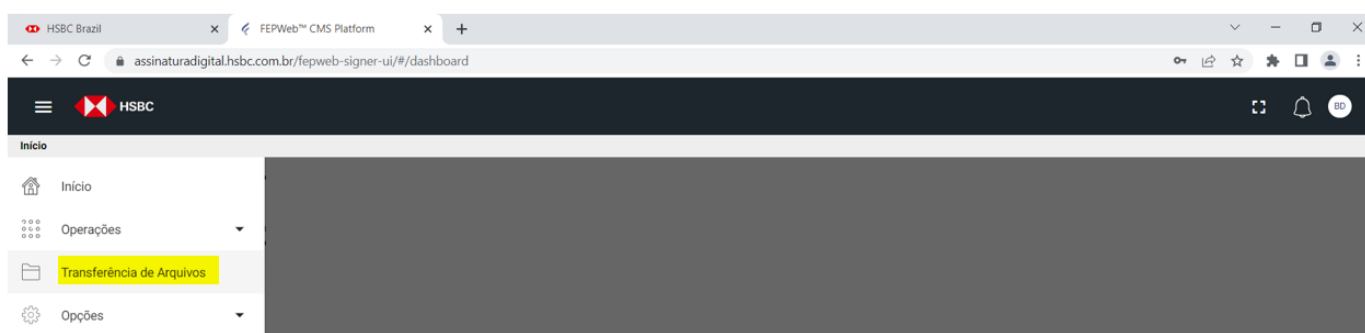 HSBC Brazil
FEPWeb™ CMS Platform
assinaturadigital.hsbc.com.br/fepweb-signer-ui/#/dashboard
HSBC
BD
Início
Início
Operações
Transferência de Arquivos
Opções